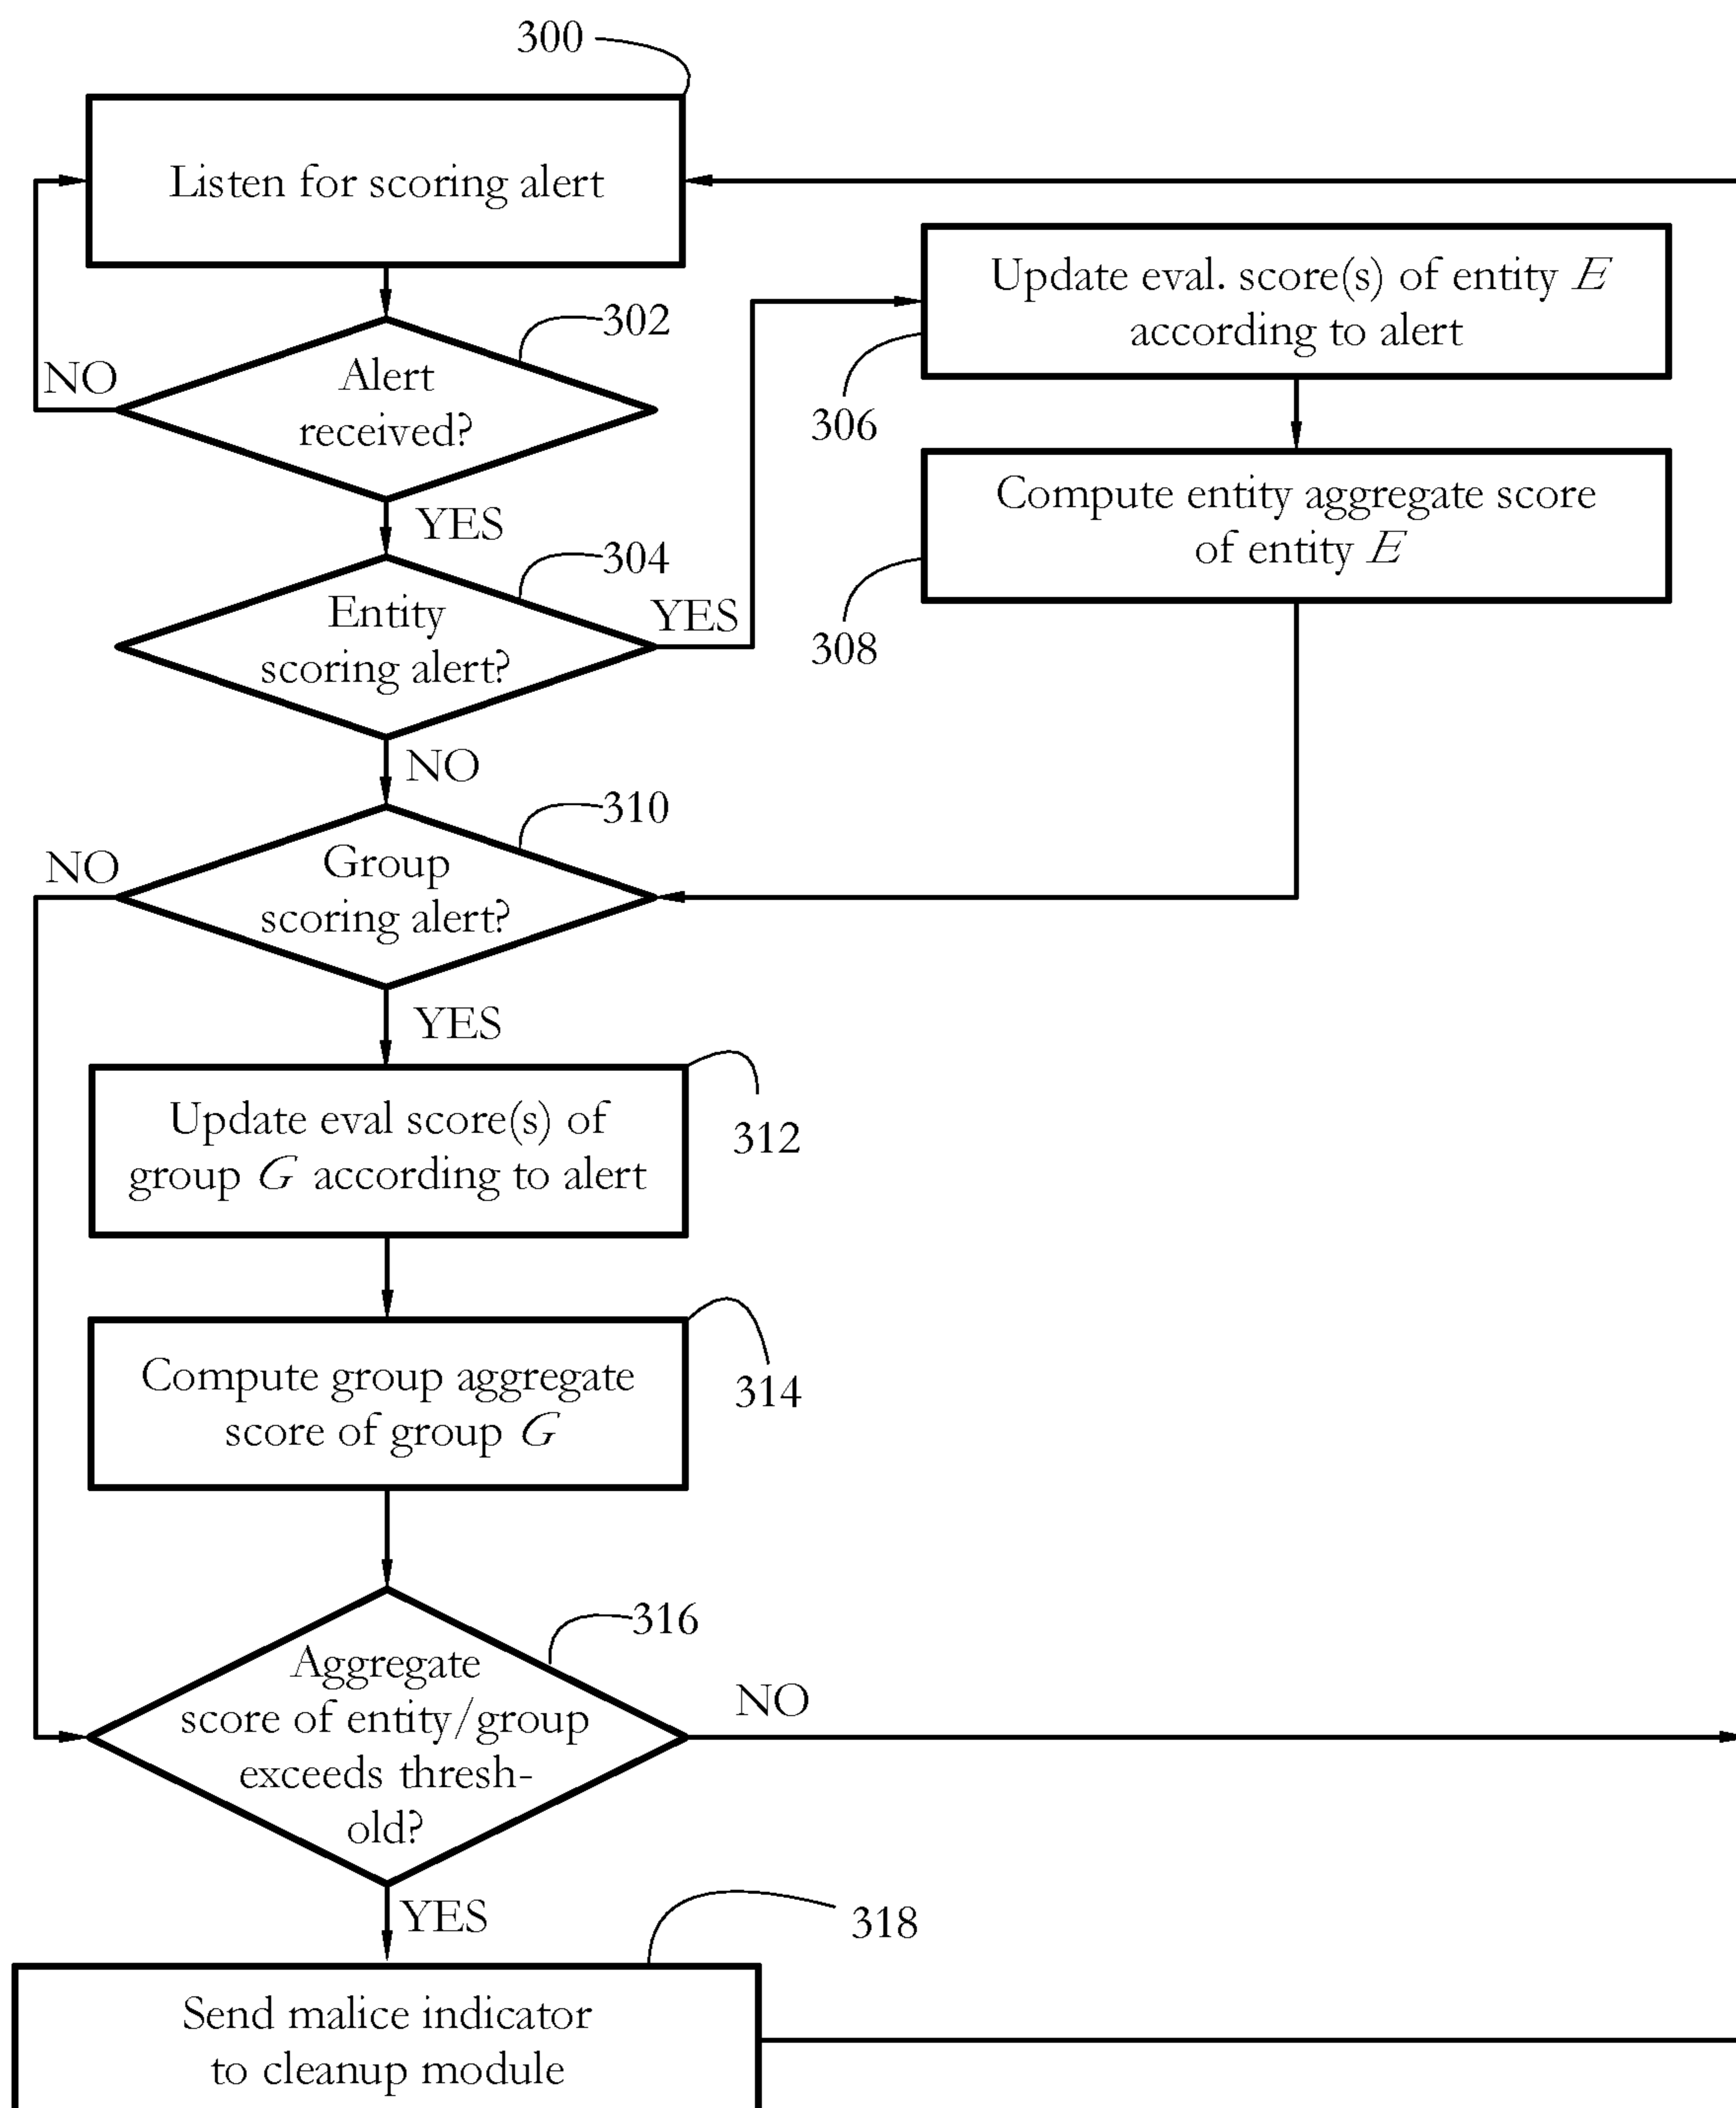 300
Listen for scoring alert
302
Alert
received?
NO
YES
304
Entity
scoring alert?
YES
NO
Update eval. score(s) of entity E
according to alert
306
Compute entity aggregate score
of entity E
308
310
Group
scoring alert?
NO
YES
312
Update eval score(s) of
group G according to alert
314
Compute group aggregate
score of group G
316
Aggregate
score of entity/group
exceeds thresh-
old?
NO
YES
318
Send malice indicator
to cleanup module